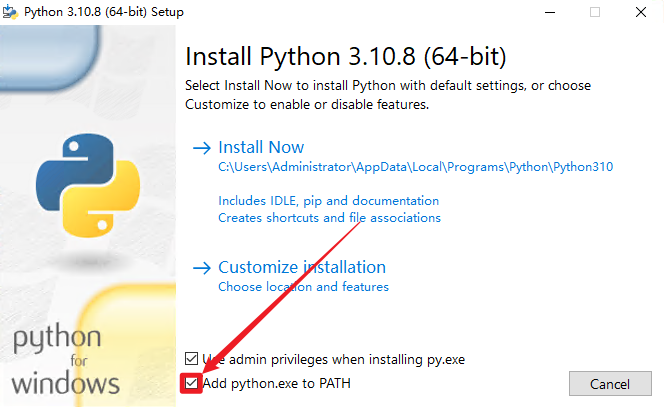 Python 3.10.8 (64-bit) Setup
Install Python 3.10.8 (64-bit)
Select Install Now to install Python with default settings, or choose
Customize to enable or disable features.
Install Now
C:\Users\Administrator\AppData\Local\Programs\Python\Python310
Includes IDLE, pip and documentation
Creates shortcuts and file associations
Customize installation
Choose location and features
Use admin privileges when installing py.exe
Add python.exe to PATH
python
for
windows
Cancel